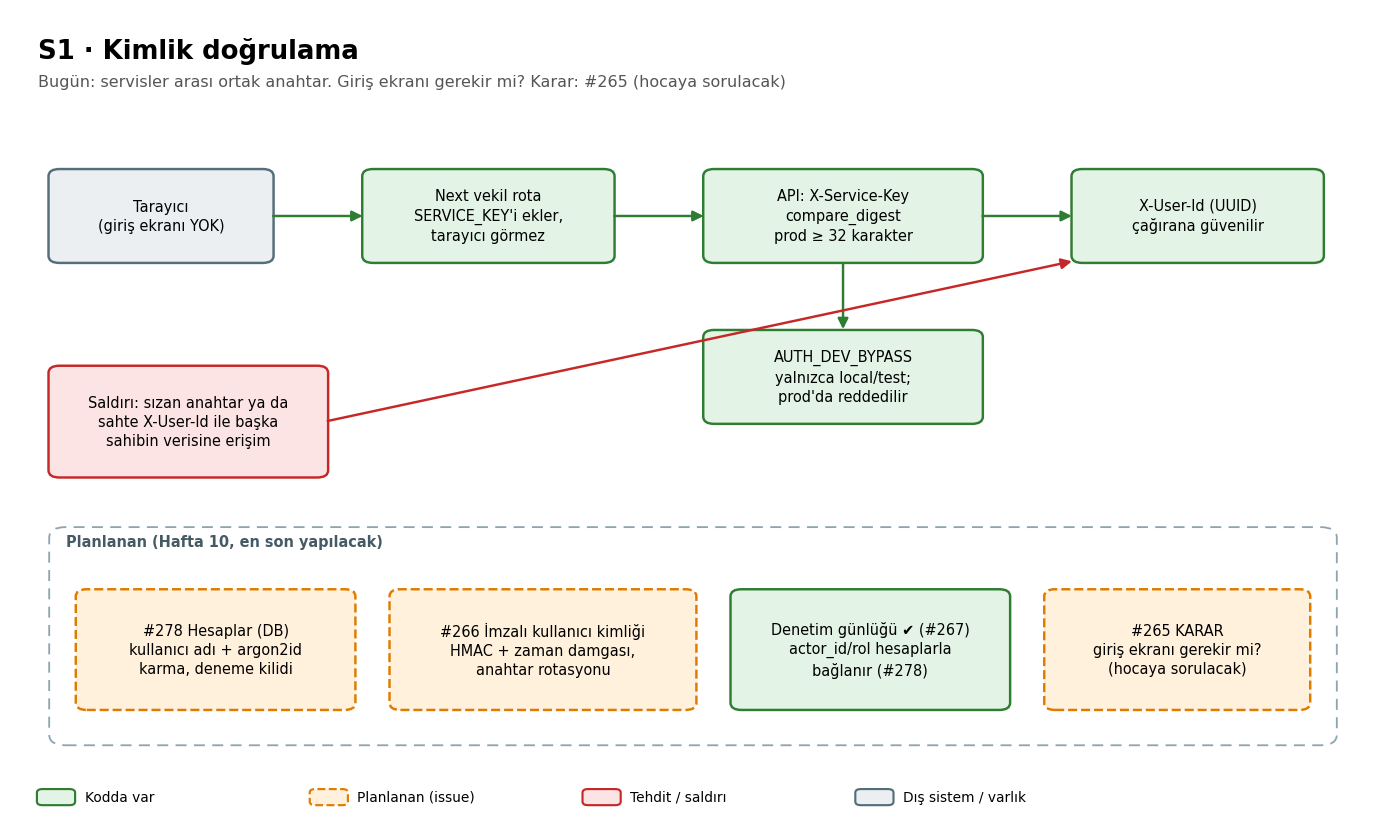 S1 · Kimlik doğrulama
Bugün: servisler arası ortak anahtar. Giriş ekranı gerekir mi? Karar: #265 (hocaya sorulacak)
Tarayıcı
(giriş ekranı YOK)
Next vekil rota
SERVICE_KEY'i ekler,
tarayıcı görmez
API: X-Service-Key
compare_digest
prod ≥ 32 karakter
X-User-Id (UUID)
çağırana güvenilir
AUTH_DEV_BYPASS
yalnızca local/test;
prod'da reddedilir
Saldırı: sızan anahtar ya da
sahte X-User-Id ile başka
sahibin verisine erişim
Planlanan (Hafta 10, en son yapılacak)
#278 Hesaplar (DB)
kullanıcı adı + argon2id
karma, deneme kilidi
#266 İmzalı kullanıcı kimliği
HMAC + zaman damgası,
anahtar rotasyonu
Denetim günlüğü ✔ (#267)
actor_id/rol hesaplarla
bağlanır (#278)
#265 KARAR
giriş ekranı gerekir mi?
(hocaya sorulacak)
Kodda var
Planlanan (issue)
Tehdit / saldırı
Dış sistem / varlık